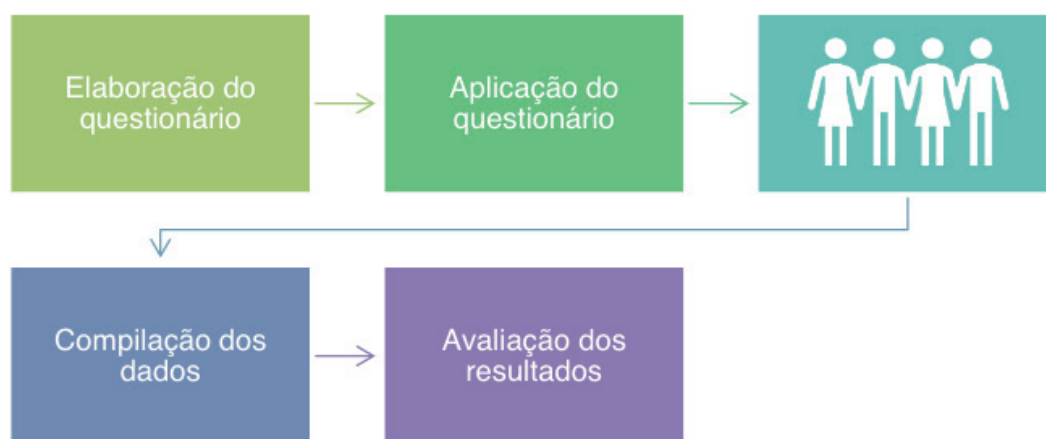 Elaboração do
questionário
Aplicação do
questionário
Compilação dos
dados
Avaliação dos
resultados